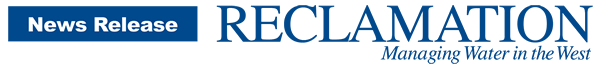 News Release RECLAMATION
Managing Water in the West